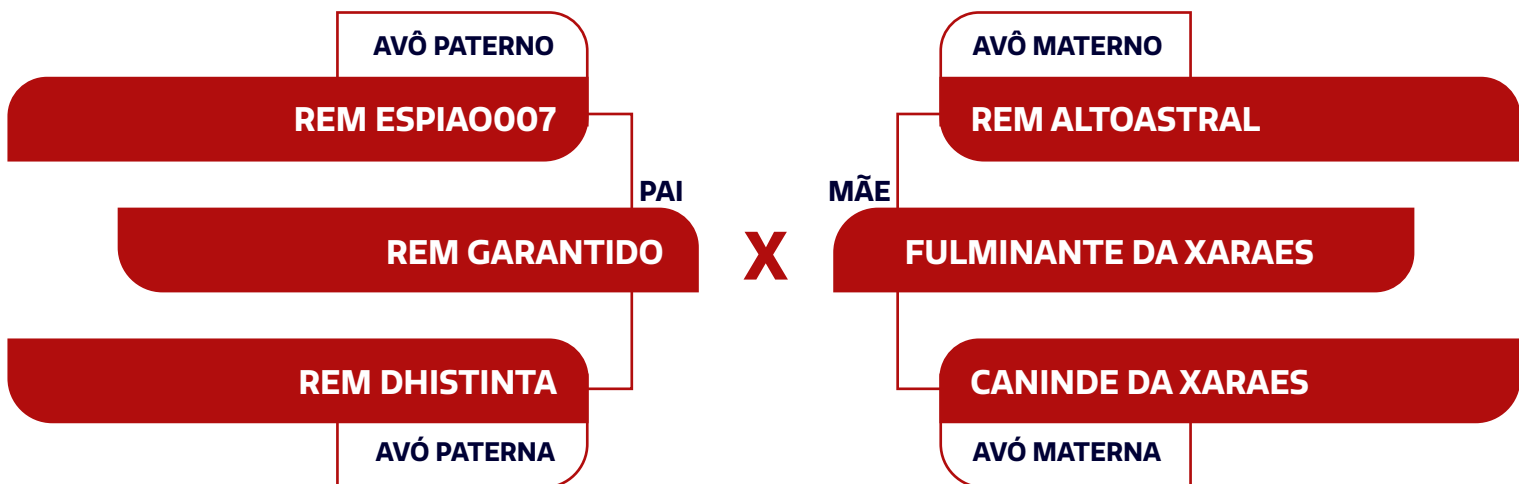 AVÔ PATERNO
AVÔ MATERNO
REM ESPIAO007
REM ALTOASTRAL
PAI
MÃE
REM GARANTIDO
X
FULMINANTE DA XARAES
REM DHISTINTA
CANINDE DA XARAES
AVÓ PATERNA
AVÓ MATERNA